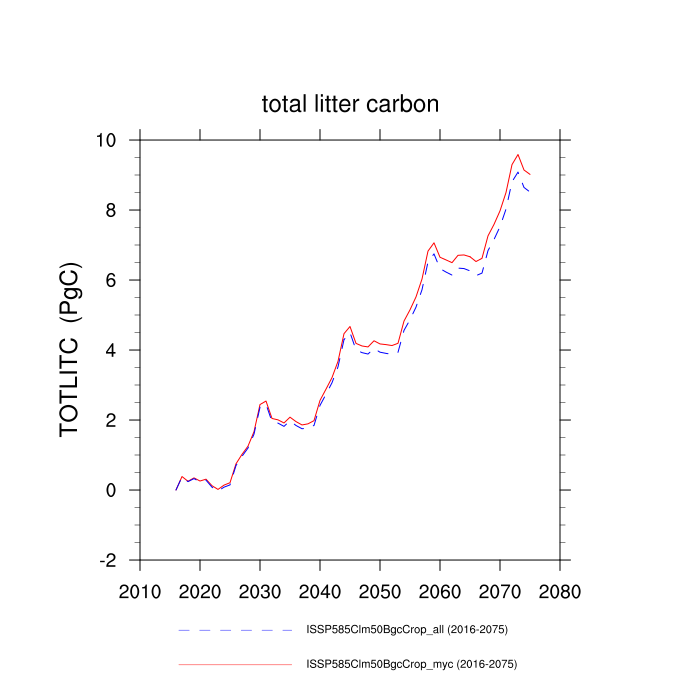 total litter carbon
TOTLITC (PgC)
10
8
6
4
2
0
-2
2010 2020 2030 2040 2050 2060 2070 2080
ISSP585Clm50BgcCrop_all (2016-2075)
ISSP585Clm50BgcCrop_myc (2016-2075)